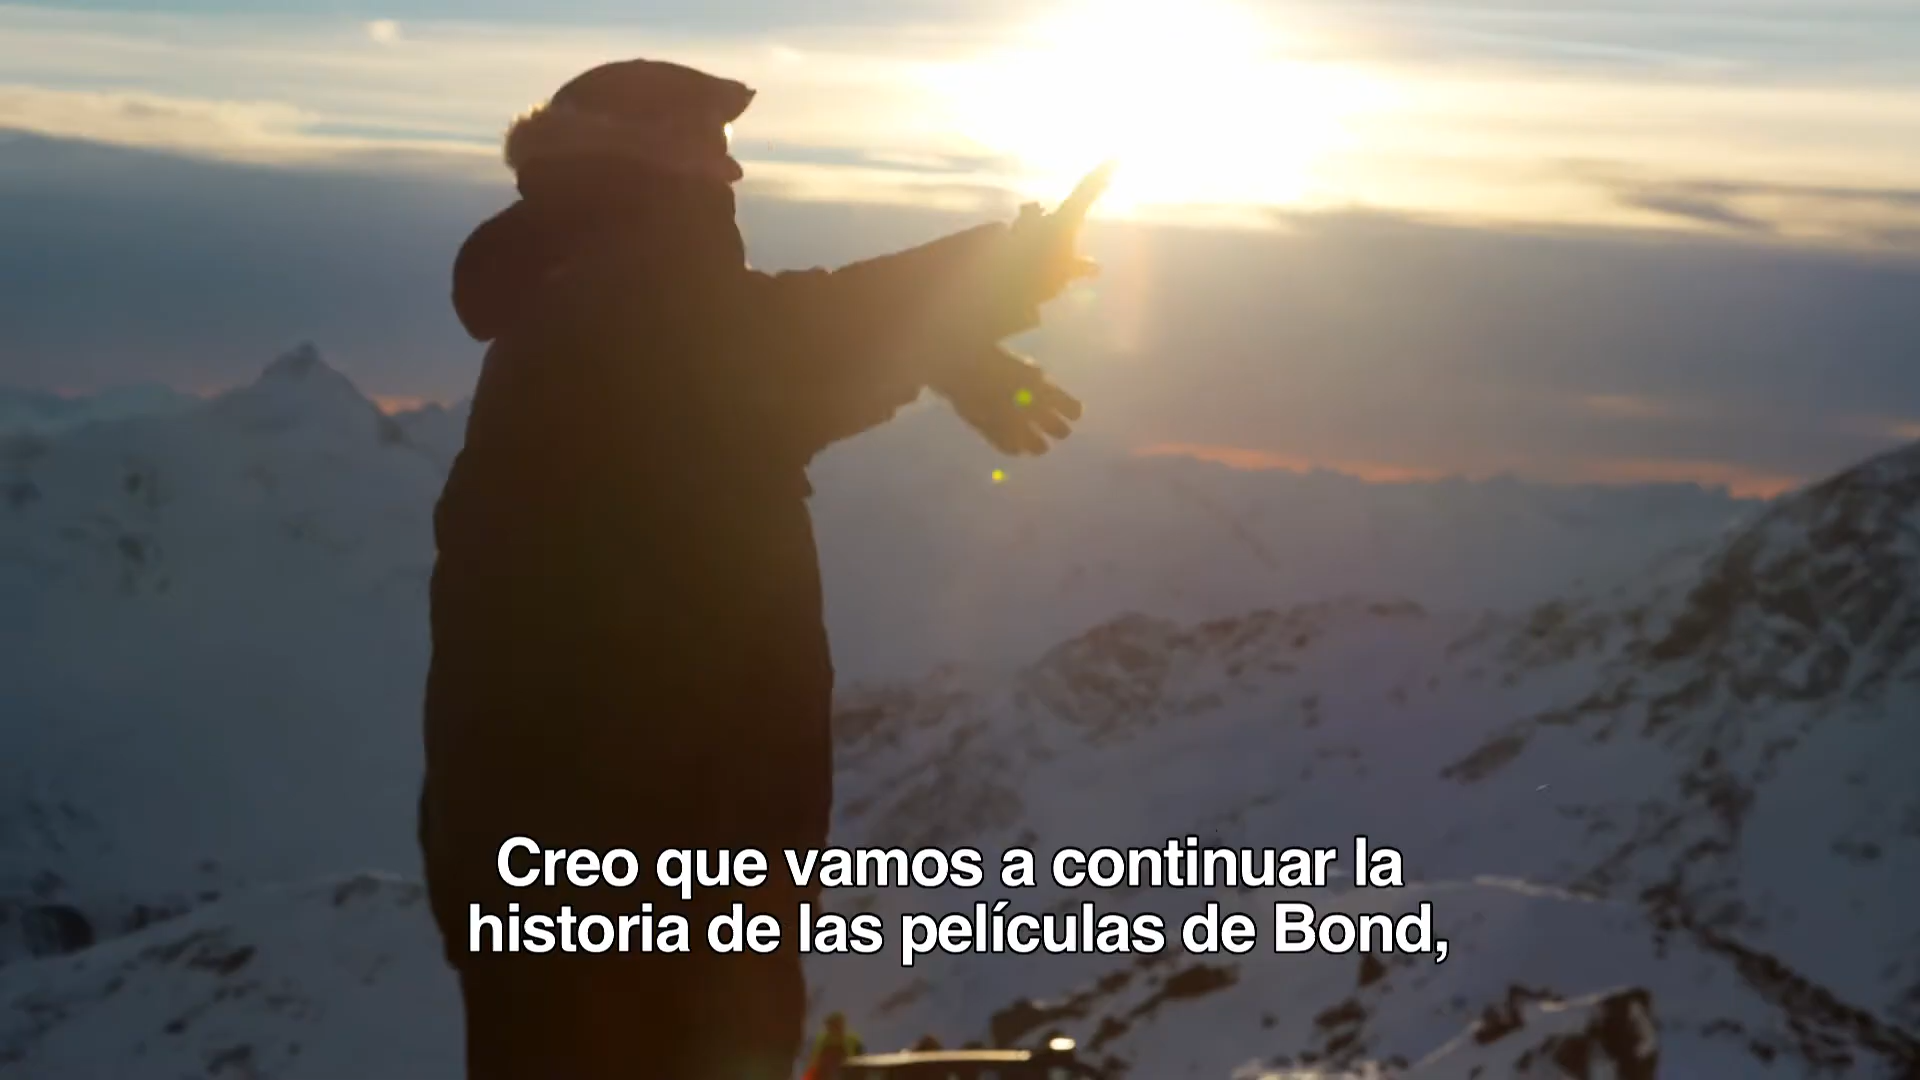 Creo que vamos a continuar la
historia de las películas de Bond,